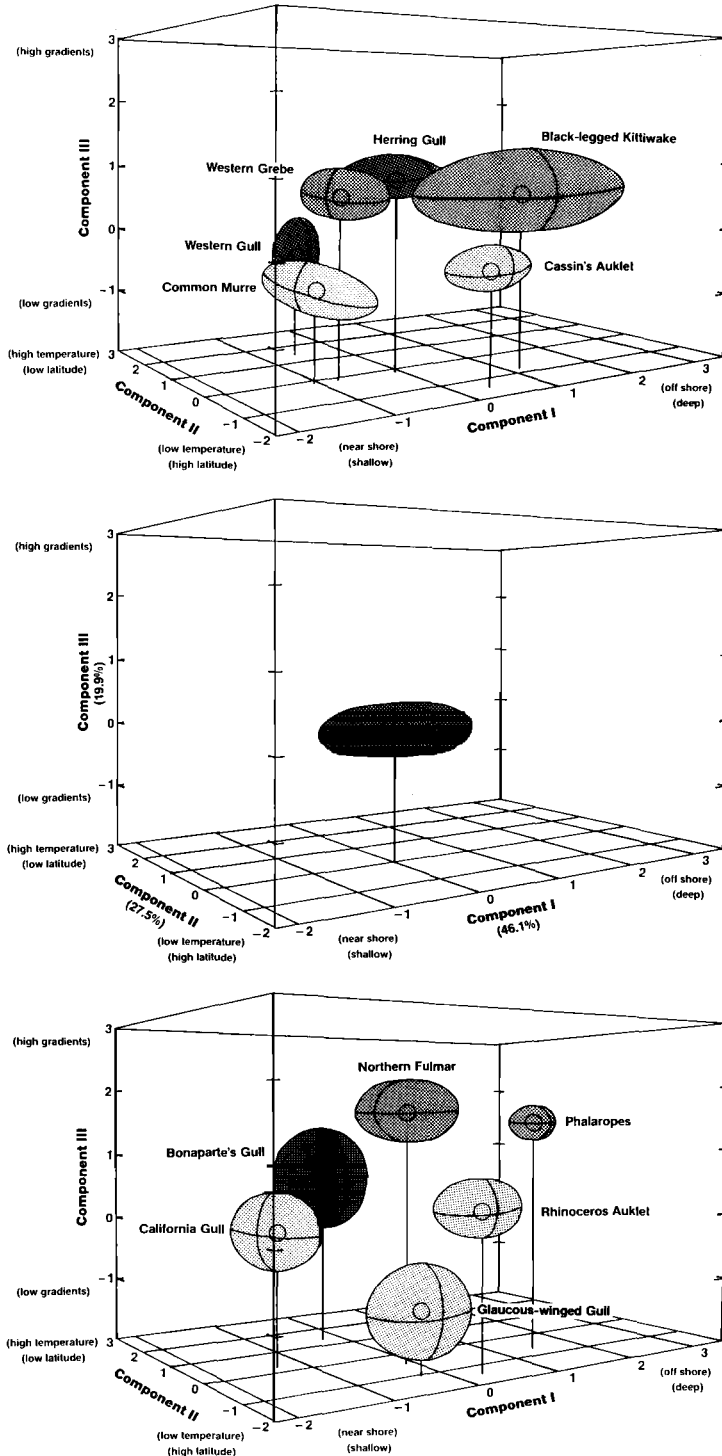 3
(high gradients)
2
Component III
1
0
−1
(low gradients)
(high temperature)
(low latitude)
3
2
1
0
−1
−2
Component II
(low temperature)
(high latitude)
−2
−1
0
1
2
3
Component I
(near shore)
(shallow)
(off shore)
(deep)
Herring Gull
Black-legged Kittiwake
Western Grebe
Western Gull
Common Murre
Cassin's Auklet
3
(high gradients)
2
Component III
(19.9%)
1
0
−1
(low gradients)
(high temperature)
(low latitude)
3
2
1
0
−1
−2
Component II
(27.5%)
(low temperature)
(high latitude)
−2
−1
0
1
2
3
Component I
(46.1%)
(near shore)
(shallow)
(off shore)
(deep)
3
(high gradients)
2
Component III
1
0
−1
(low gradients)
(high temperature)
(low latitude)
3
2
1
0
−1
−2
Component II
(low temperature)
(high latitude)
−2
−1
0
1
2
3
Component I
(near shore)
(shallow)
(off shore)
(deep)
Northern Fulmar
Phalaropes
Bonaparte's Gull
Rhinoceros Auklet
California Gull
Glaucous-winged Gull